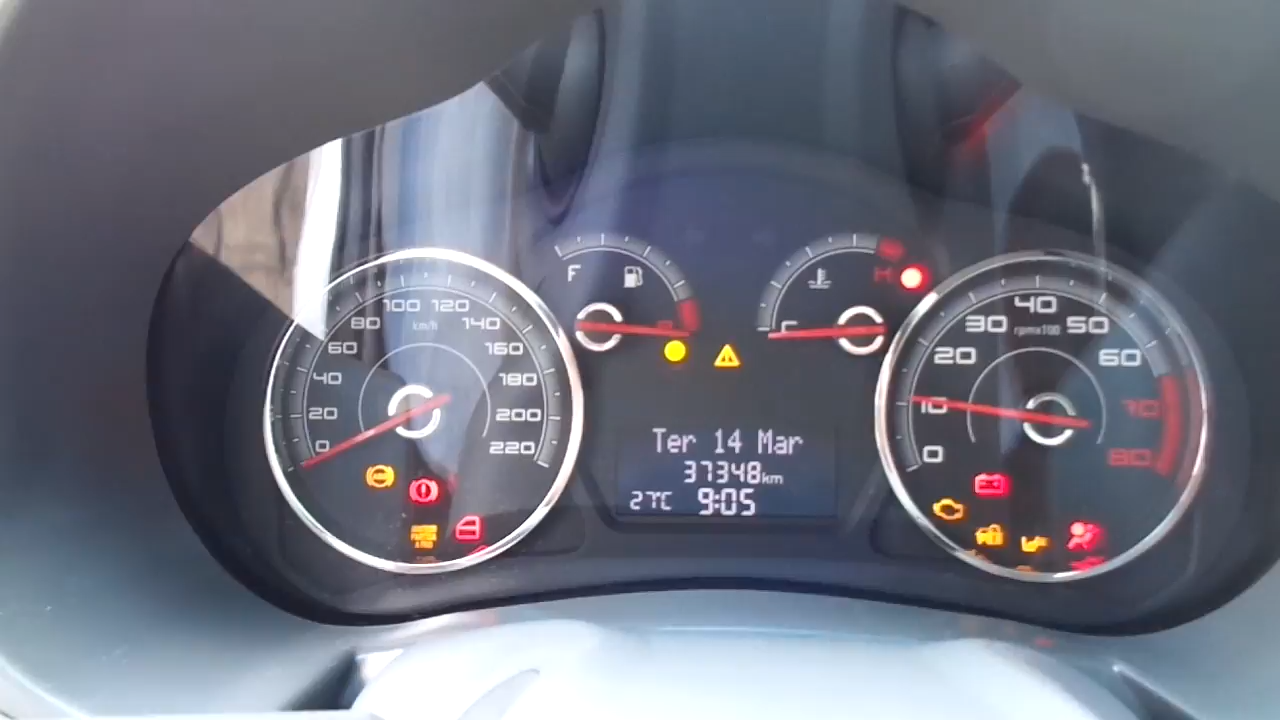 100 120
80 km/h 140
60 160
40 180
20 200
0 220
F
H
C
Ter 14 Mar
37348km
27°C 9:05
40
30 rpmx100 50
20 60
10 70
0 80